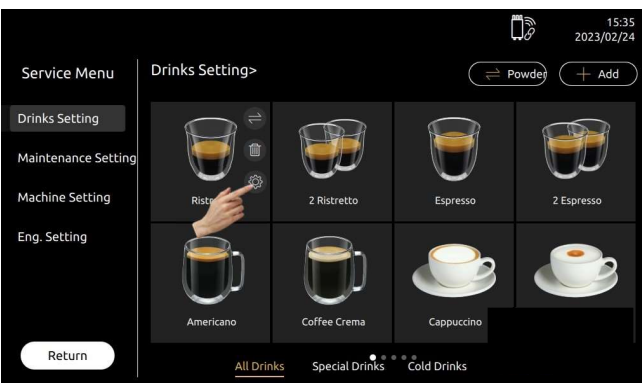 15:35
2023/02/24
Service Menu
Drinks Setting>
Powder
Add
Drinks Setting
Maintenance Setting
Machine Setting
Eng. Setting
Return
2 Ristretto
Espresso
2 Espresso
Americano
Coffee Crema
Cappuccino
All Drinks
Special Drinks
Cold Drinks